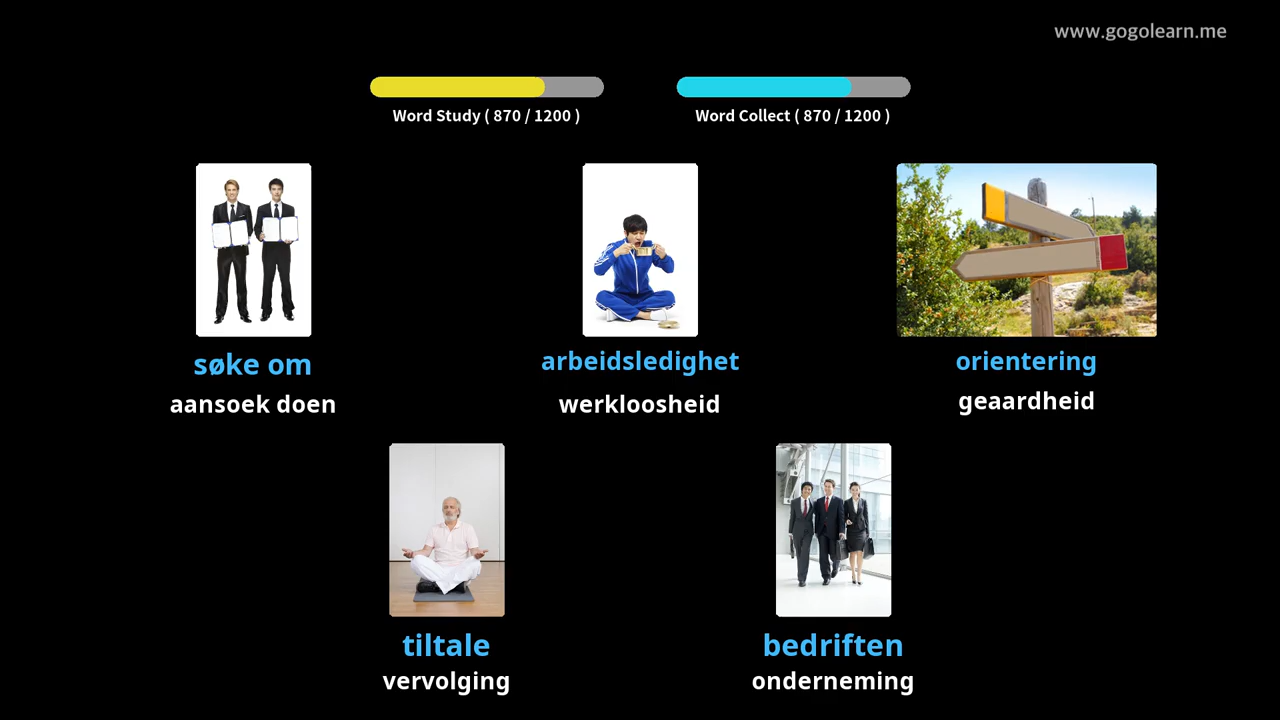 www.gogolearn.me
Word Study ( 870 / 1200 )
Word Collect ( 870 / 1200 )
søke om
aansoek doen
arbeidsledighet
werkloosheid
orientering
geaardheid
tiltale
vervolging
bedriften
onderneming